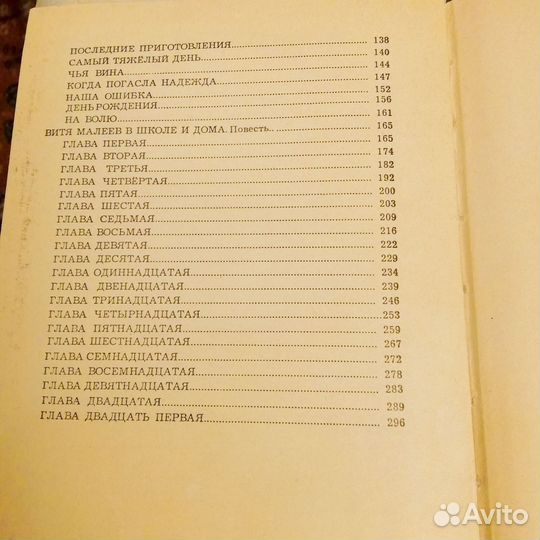 ПОСЛЕДНИЕ ПРИГОТОВЛЕНИЯ 138
САМЫЙ ТЯЖЕЛЫЙ ДЕНЬ 140
ЧЬЯ ВИНА 144
КОГДА ПОГАСЛА НАДЕЖДА 147
НАША ОШИБКА 152
ДЕНЬ РОЖДЕНИЯ 156
НА ВОЛЮ 161
ВИТЯ МАЛЕЕВ В ШКОЛЕ И ДОМА. Повесть 165
ГЛАВА ПЕРВАЯ 165
ГЛАВА ВТОРАЯ 174
ГЛАВА ТРЕТЬЯ 182
ГЛАВА ЧЕТВЁРТАЯ 192
ГЛАВА ПЯТАЯ 200
ГЛАВА ШЕСТАЯ 203
ГЛАВА СЕДЬМАЯ 209
ГЛАВА ВОСЬМАЯ 216
ГЛАВА ДЕВЯТАЯ 222
ГЛАВА ДЕСЯТАЯ 229
ГЛАВА ОДИННАДЦАТАЯ 234
ГЛАВА ДВЕНАДЦАТАЯ 239
ГЛАВА ТРИНАДЦАТАЯ 246
ГЛАВА ЧЕТЫРНАДЦАТАЯ 253
ГЛАВА ПЯТНАДЦАТАЯ 259
ГЛАВА ШЕСТНАДЦАТАЯ 267
ГЛАВА СЕМНАДЦАТАЯ 272
ГЛАВА ВОСЕМНАДЦАТАЯ 278
ГЛАВА ДЕВЯТНАДЦАТАЯ 283
ГЛАВА ДВАДЦАТАЯ 289
ГЛАВА ДВАДЦАТЬ ПЕРВАЯ 296
Avito